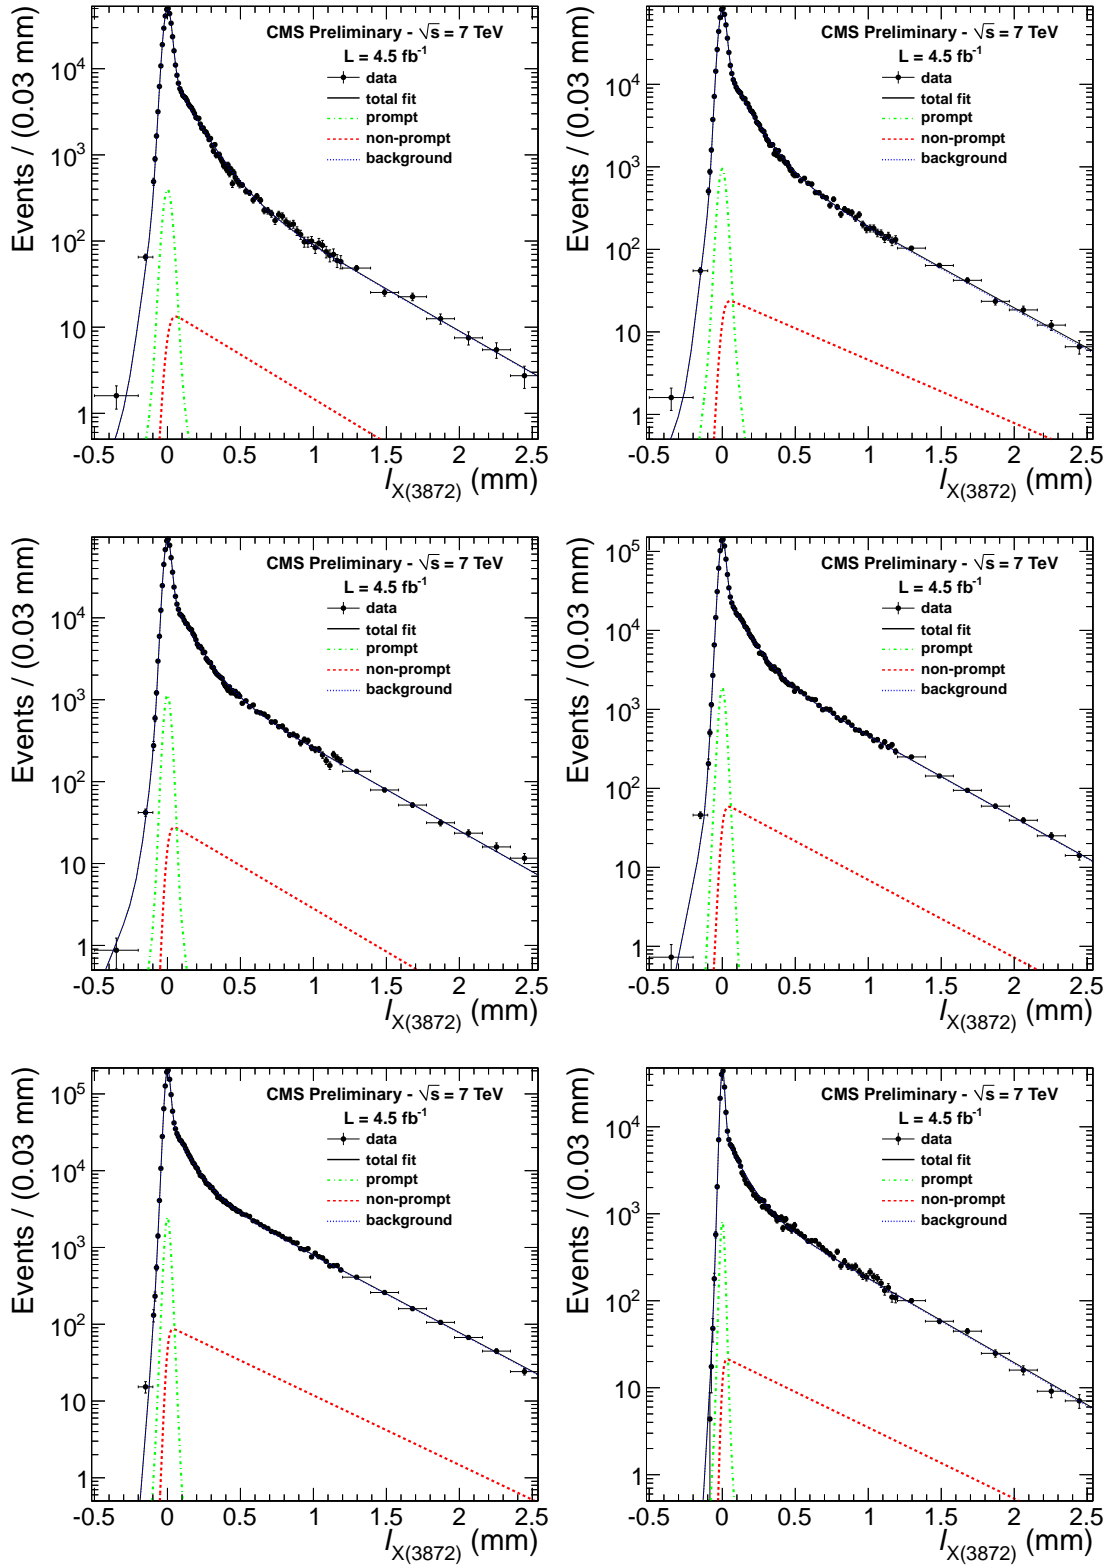 CMS Preliminary - √s = 7 TeV
L = 4.5 fb⁻¹
data
total fit
prompt
non-prompt
background
Events / (0.03 mm)
10⁴
10³
10²
10
1
-0.5 0 0.5 1 1.5 2 2.5
l_X(3872) (mm)
CMS Preliminary - √s = 7 TeV
L = 4.5 fb⁻¹
data
total fit
prompt
non-prompt
background
Events / (0.03 mm)
10⁴
10³
10²
10
1
-0.5 0 0.5 1 1.5 2 2.5
l_X(3872) (mm)
CMS Preliminary - √s = 7 TeV
L = 4.5 fb⁻¹
data
total fit
prompt
non-prompt
background
Events / (0.03 mm)
10⁴
10³
10²
10
1
-0.5 0 0.5 1 1.5 2 2.5
l_X(3872) (mm)
CMS Preliminary - √s = 7 TeV
L = 4.5 fb⁻¹
data
total fit
prompt
non-prompt
background
Events / (0.03 mm)
10⁵
10⁴
10³
10²
10
1
-0.5 0 0.5 1 1.5 2 2.5
l_X(3872) (mm)
CMS Preliminary - √s = 7 TeV
L = 4.5 fb⁻¹
data
total fit
prompt
non-prompt
background
Events / (0.03 mm)
10⁵
10⁴
10³
10²
10
1
-0.5 0 0.5 1 1.5 2 2.5
l_X(3872) (mm)
CMS Preliminary - √s = 7 TeV
L = 4.5 fb⁻¹
data
total fit
prompt
non-prompt
background
Events / (0.03 mm)
10⁴
10³
10²
10
1
-0.5 0 0.5 1 1.5 2 2.5
l_X(3872) (mm)